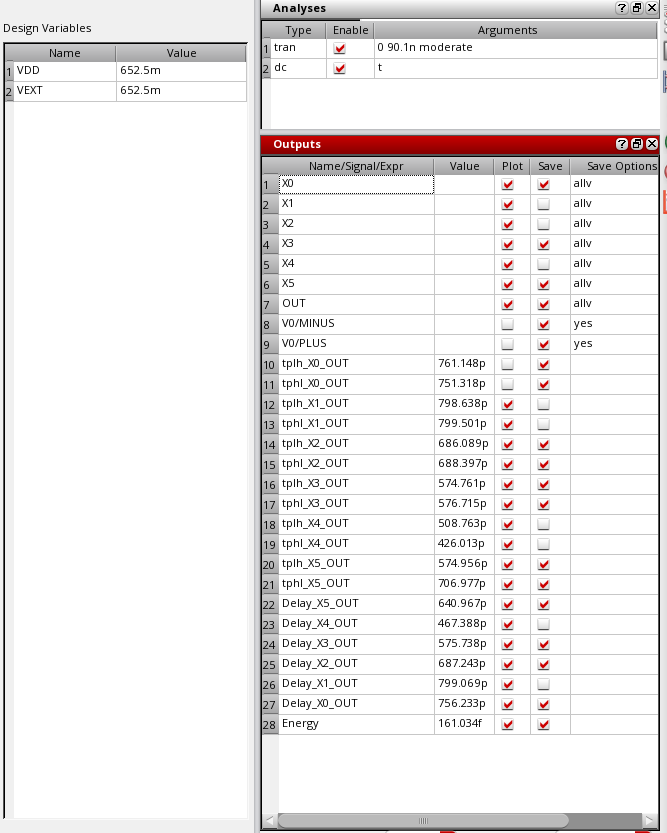 Design Variables
Name Value
1 VDD 652.5m
2 VEXT 652.5m
Analyses
Type Enable Arguments
1 tran 0 90.1n moderate
2 dc t
Outputs
Name/Signal/Expr Value Plot Save Save Options
1 X0 allv
2 X1 allv
3 X2 allv
4 X3 allv
5 X4 allv
6 X5 allv
7 OUT allv
8 V0/MINUS yes
9 V0/PLUS yes
10 tplh_X0_OUT 761.148p
11 tphl_X0_OUT 751.318p
12 tplh_X1_OUT 798.638p
13 tphl_X1_OUT 799.501p
14 tplh_X2_OUT 686.089p
15 tphl_X2_OUT 688.397p
16 tplh_X3_OUT 574.761p
17 tphl_X3_OUT 576.715p
18 tplh_X4_OUT 508.763p
19 tphl_X4_OUT 426.013p
20 tplh_X5_OUT 574.956p
21 tphl_X5_OUT 706.977p
22 Delay_X5_OUT 640.967p
23 Delay_X4_OUT 467.388p
24 Delay_X3_OUT 575.738p
25 Delay_X2_OUT 687.243p
26 Delay_X1_OUT 799.069p
27 Delay_X0_OUT 756.233p
28 Energy 161.034f